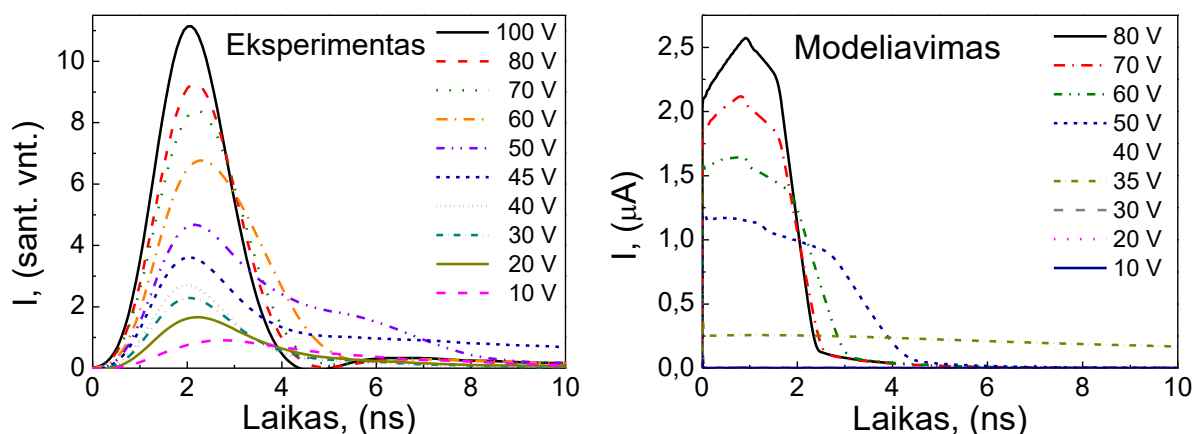 Eksperimentas
I, (sant. vnt.)
10
8
6
4
2
0
0 2 4 6 8 10
Laikas, (ns)
100 V
80 V
70 V
60 V
50 V
45 V
40 V
30 V
20 V
10 V
Modeliavimas
I, (μA)
2,5
2,0
1,5
1,0
0,5
0,0
0 2 4 6 8 10
Laikas, (ns)
80 V
70 V
60 V
50 V
40 V
35 V
30 V
20 V
10 V